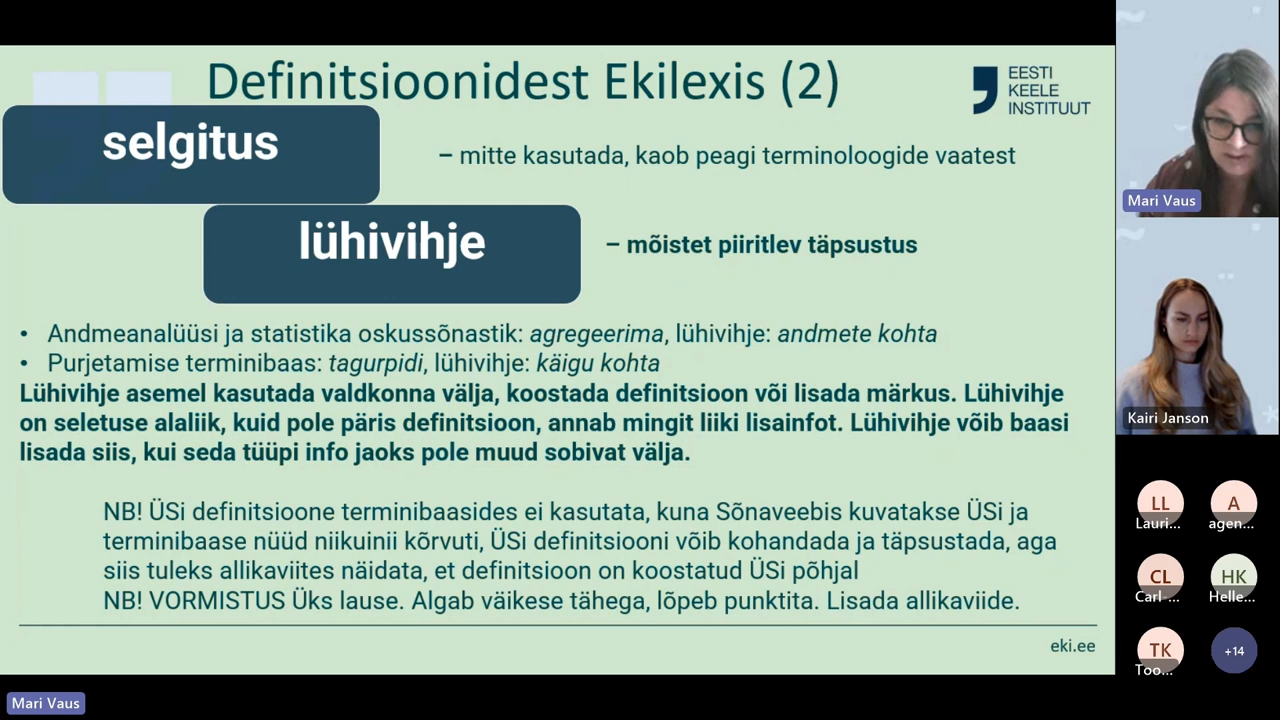 Definitsioonidest Ekilexis (2)
EESTI
KEELE
INSTITUUT
selgitus
– mitte kasutada, kaob peagi terminoloogide vaatest
lühivihje
– mõistet piiritlev täpsustus
• Andmeanalüüsi ja statistika oskussõnastik: agregeerima, lühivihje: andmete kohta
• Purjetamise terminibaas: tagurpidi, lühivihje: käigu kohta
Lühivihje asemel kasutada valdkonna välja, koostada definitsioon või lisada märkus. Lühivihje
on seletuse alaliik, kuid pole päris definitsioon, annab mingit liiki lisainfot. Lühivihje võib baasi
lisada siis, kui seda tüüpi info jaoks pole muud sobivat välja.
NB! ÜSi definitsioone terminibaasides ei kasutata, kuna Sõnaveebis kuvatakse ÜSi ja
terminibaase nüüd niikuinii kõrvuti, ÜSi definitsiooni võib kohandada ja täpsustada, aga
siis tuleks allikaviites näidata, et definitsioon on koostatud ÜSi põhjal
NB! VORMISTUS Üks lause. Algab väikese tähega, lõpeb punktita. Lisada allikaviide.
eki.ee
Mari Vaus
Mari Vaus
Kairi Janson
LL
Lauri...
A
agen...
CL
Carl-...
HK
Helle...
TK
Too...
+14